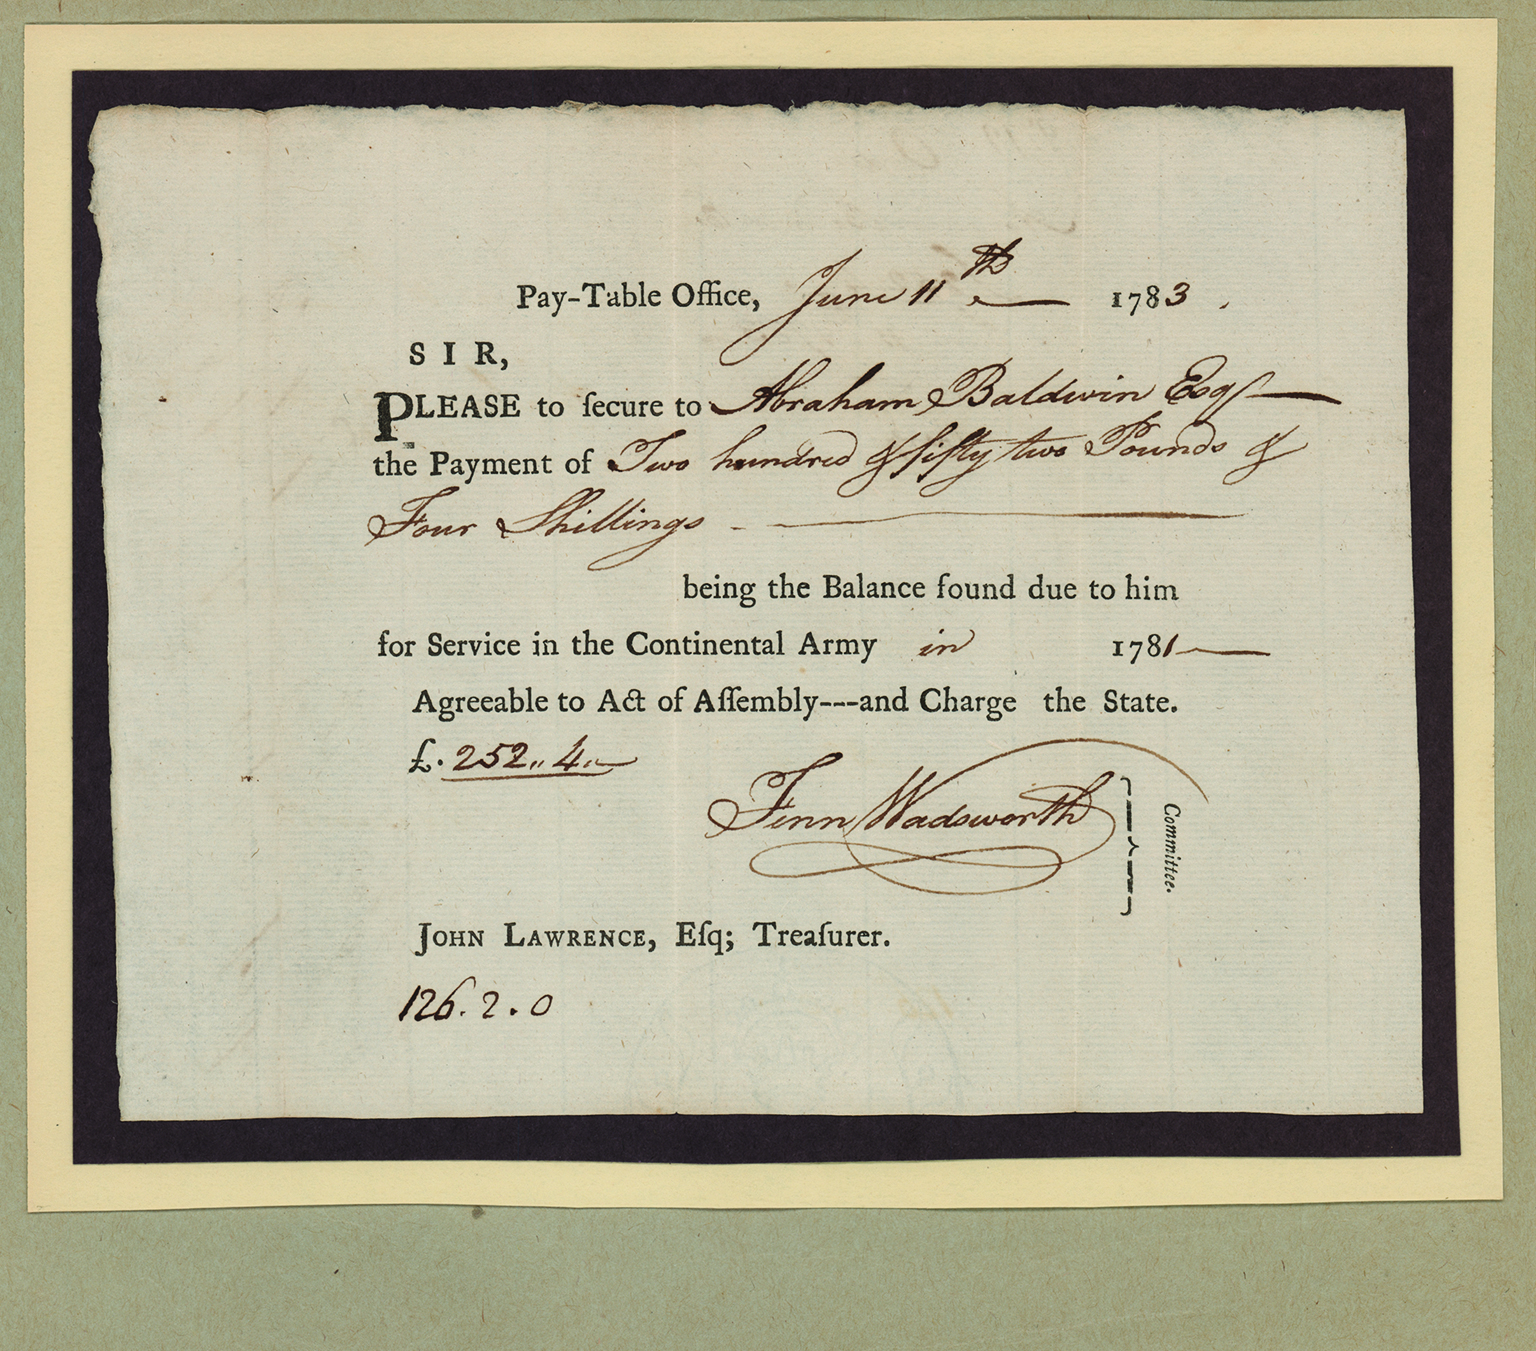 Pay-Table Office, June 11th 1783.
SIR,
PLEASE to ſecure to Abraham Baldwin Esqr
the Payment of Two hundred & fifty two Pounds &
Four Shillings
being the Balance found due to him
for Service in the Continental Army in 1781
Agreeable to Act of Aſſembly---and Charge the State.
£. 252,, 4,,
Fenn Wadsworth
Committee.
JOHN LAWRENCE, Eſq; Treaſurer.
126. 2. 0